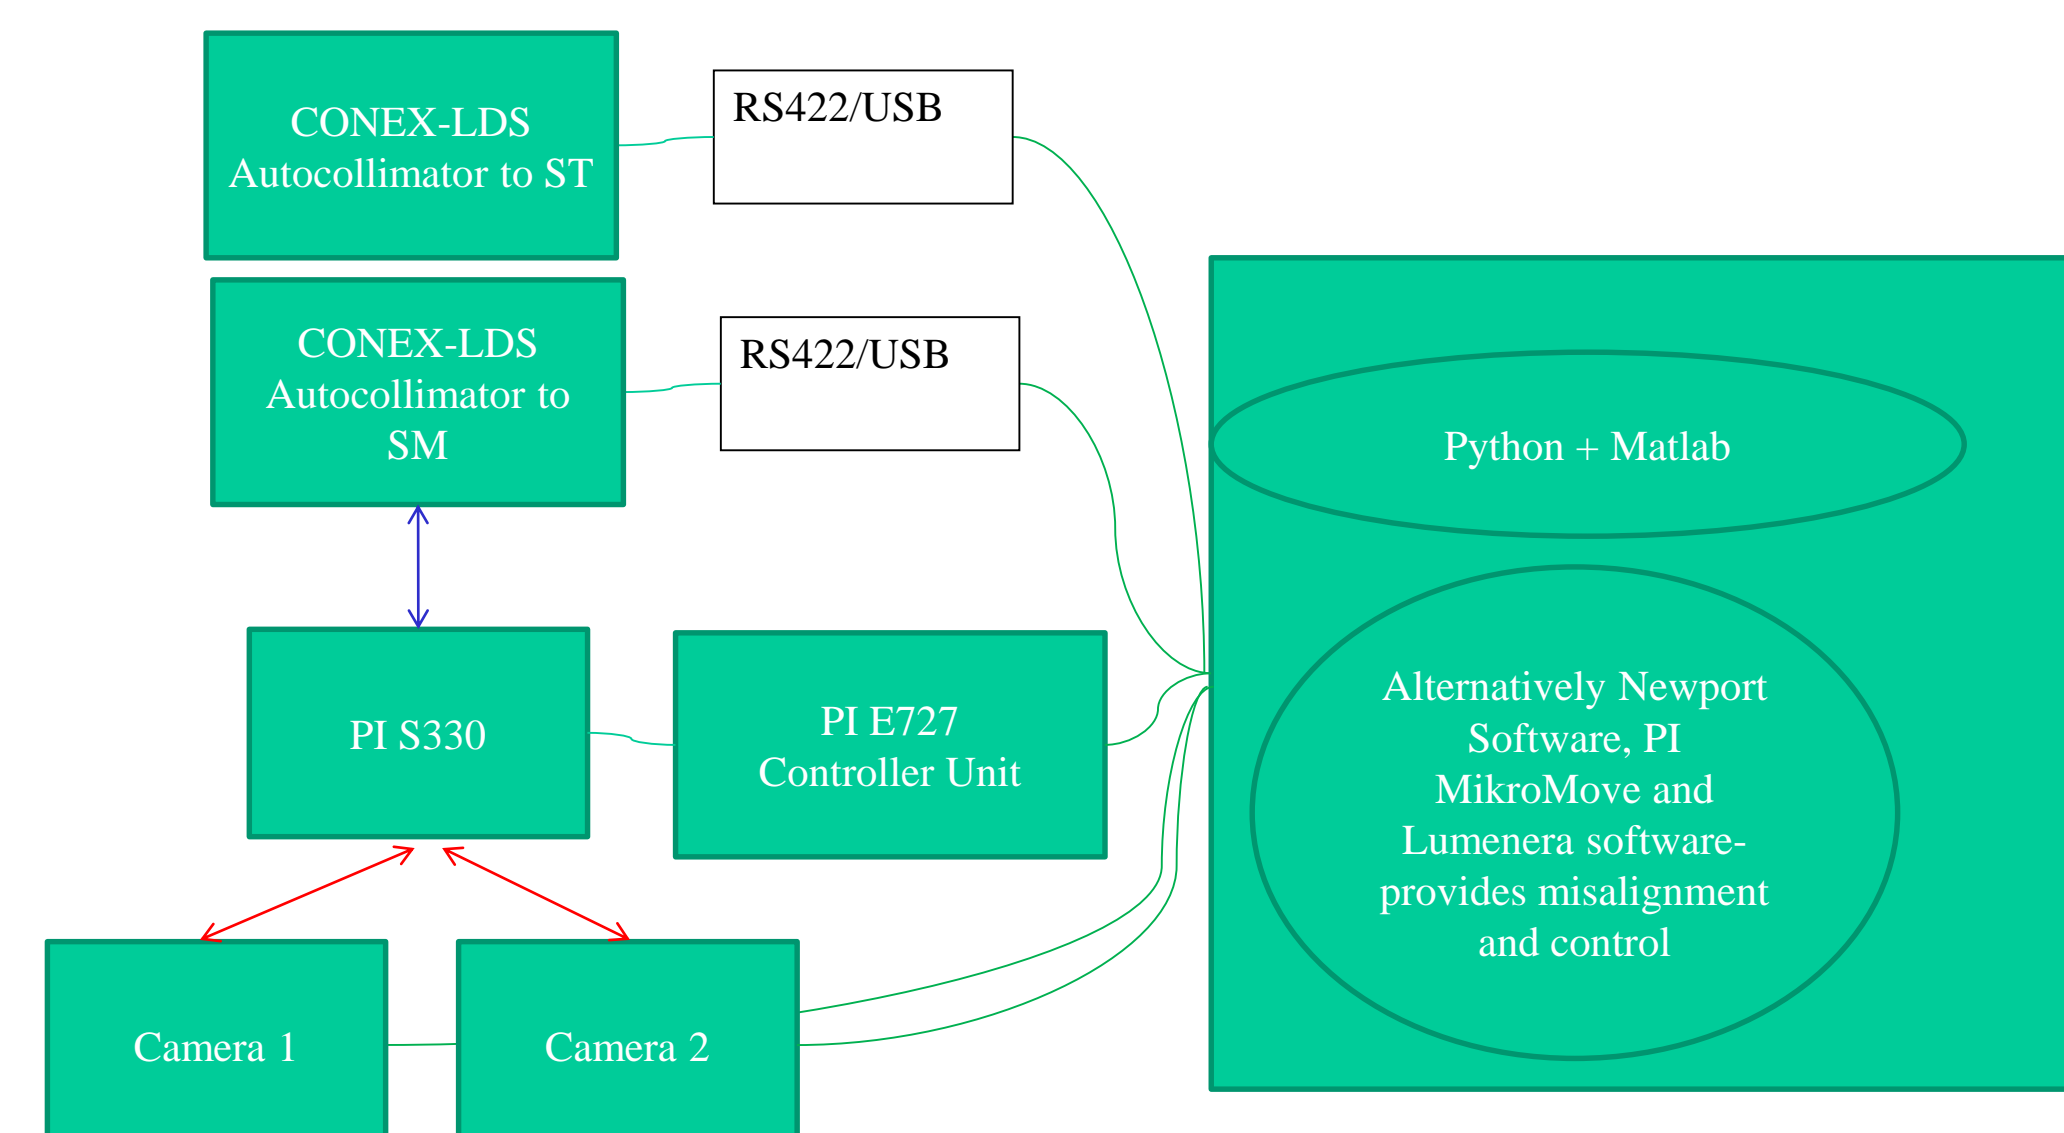 CONEX-LDS
Autocollimator to ST
RS422/USB
CONEX-LDS
Autocollimator to
SM
RS422/USB
Python + Matlab
PI S330
PI E727
Controller Unit
Alternatively Newport
Software, PI
MikroMove and
Lumenera software-
provides misalignment
and control
Camera 1
Camera 2